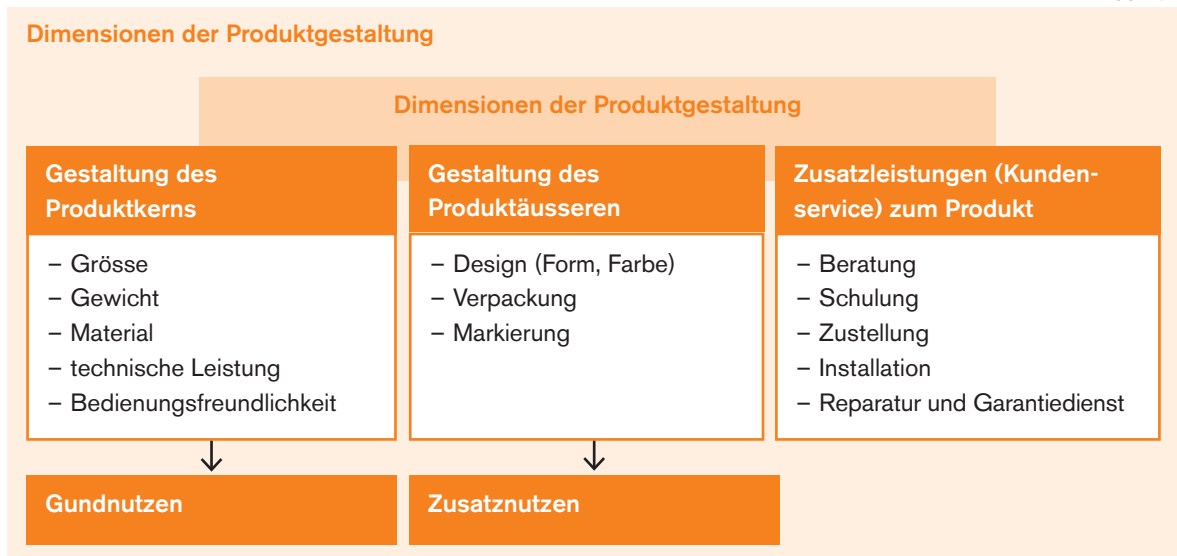 Dimensionen der Produktgestaltung
Dimensionen der Produktgestaltung
Gestaltung des
Produktkerns
– Grösse
– Gewicht
– Material
– technische Leistung
– Bedienungsfreundlichkeit
Gundnutzen
Gestaltung des
Produktäusseren
– Design (Form, Farbe)
– Verpackung
– Markierung
Zusatznutzen
Zusatzleistungen (Kunden-
service) zum Produkt
– Beratung
– Schulung
– Zustellung
– Installation
– Reparatur und Garantiedienst